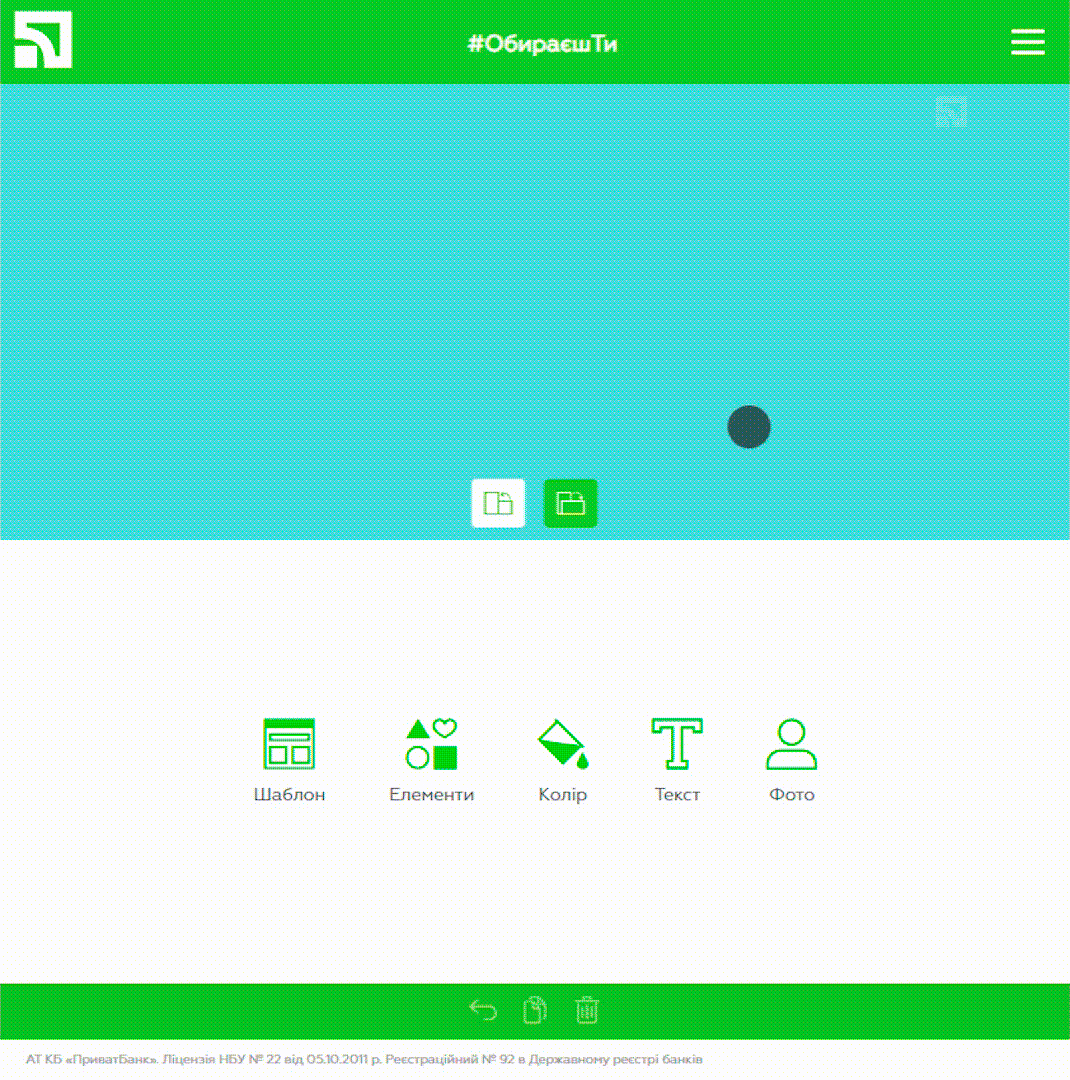 #ОбираєшТи
Шаблон
Елементи
Колір
Текст
Фото
АТ КБ «ПриватБанк». Ліцензія НБУ № 22 від 05.10.2011 р. Реєстраційний № 92 в Державному реєстрі банків